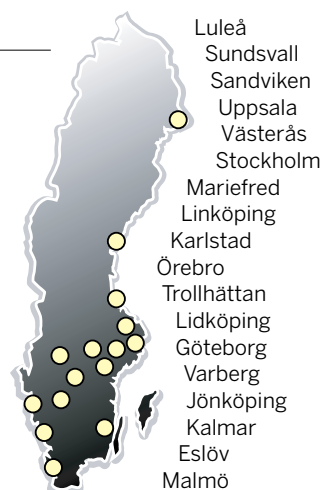 Luleå
Sundsvall
Sandviken
Uppsala
Västerås
Stockholm
Mariefred
Linköping
Karlstad
Örebro
Trollhättan
Lidköping
Göteborg
Varberg
Jönköping
Kalmar
Eslöv
Malmö